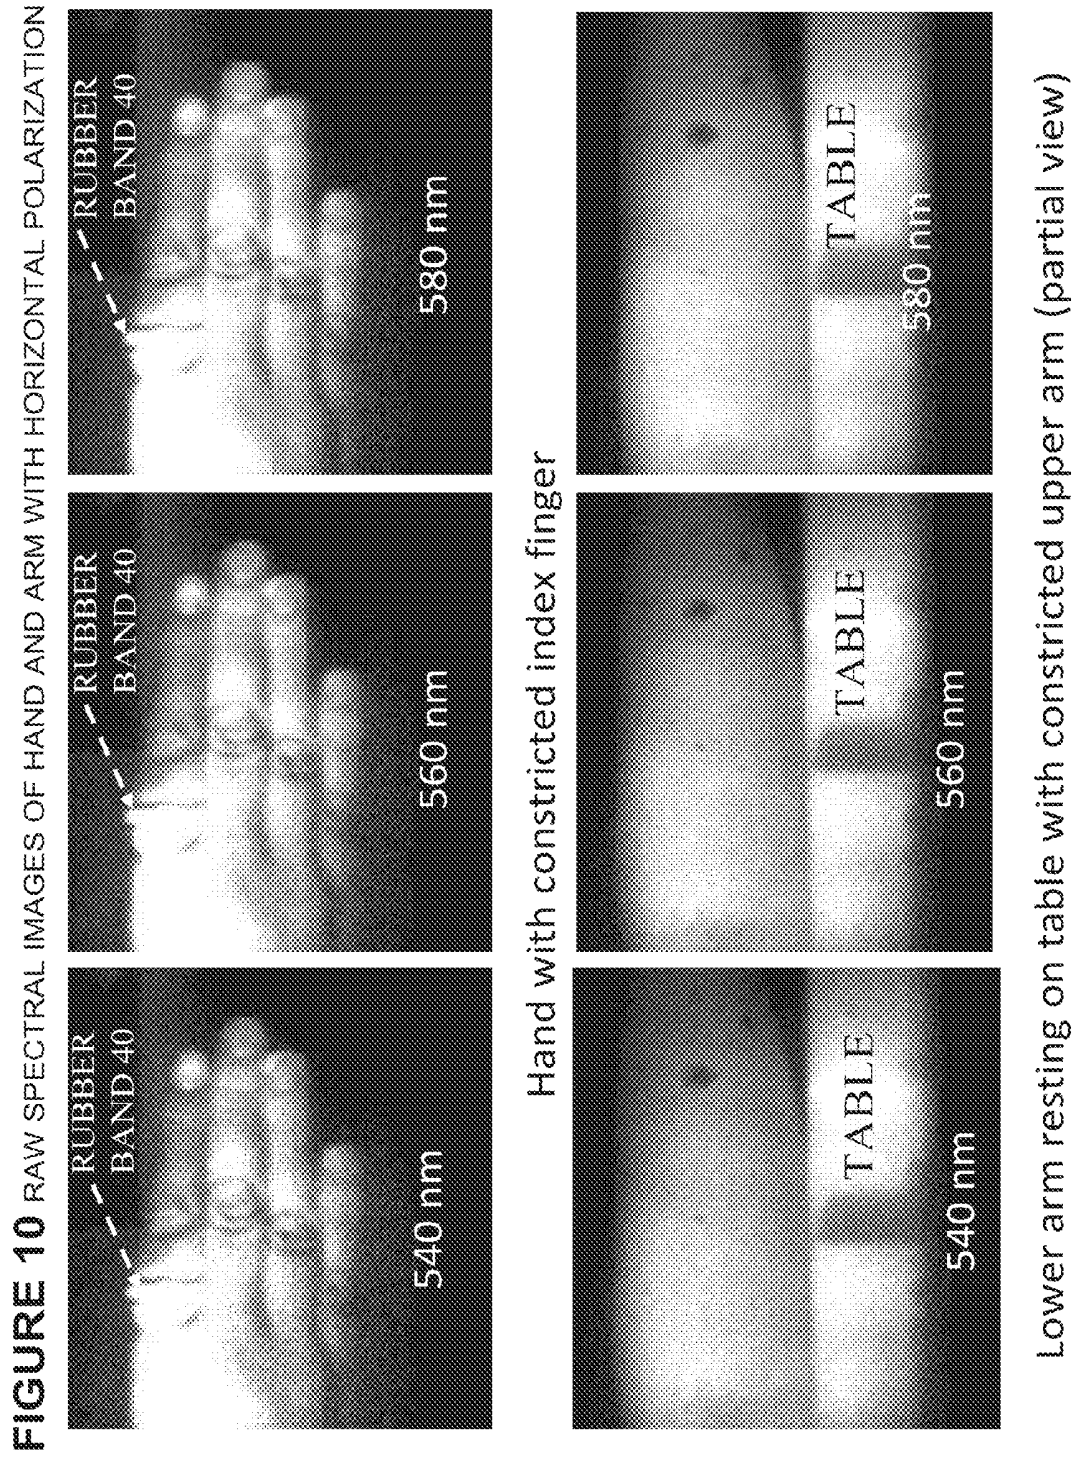 FIGURE 10 RAW SPECTRAL IMAGES OF HAND AND ARM WITH HORIZONTAL POLARIZATION
RUBBER
BAND 40
540 nm
RUBBER
BAND 40
560 nm
RUBBER
BAND 40
580 nm
Hand with constricted index finger
TABLE
540 nm
TABLE
560 nm
TABLE
580 nm
Lower arm resting on table with constricted upper arm (partial view)